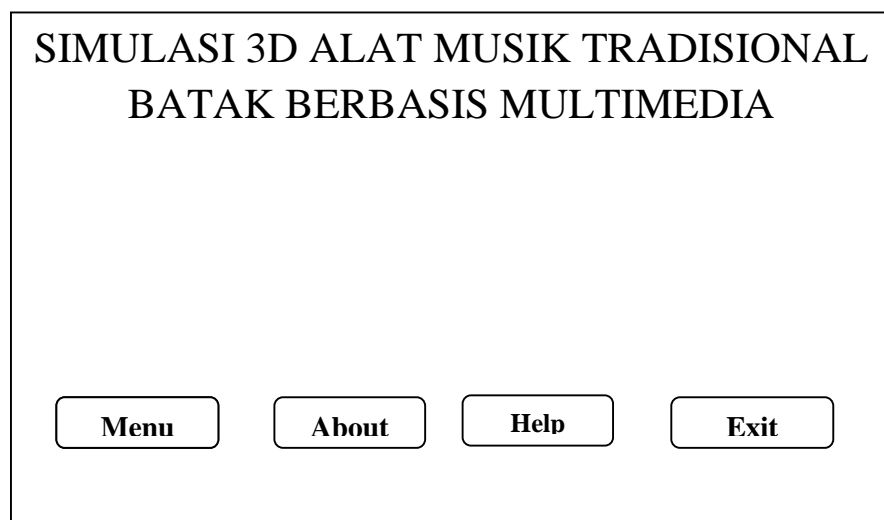 SIMULASI 3D ALAT MUSIK TRADISIONAL
BATAK BERBASIS MULTIMEDIA
Menu About Help Exit